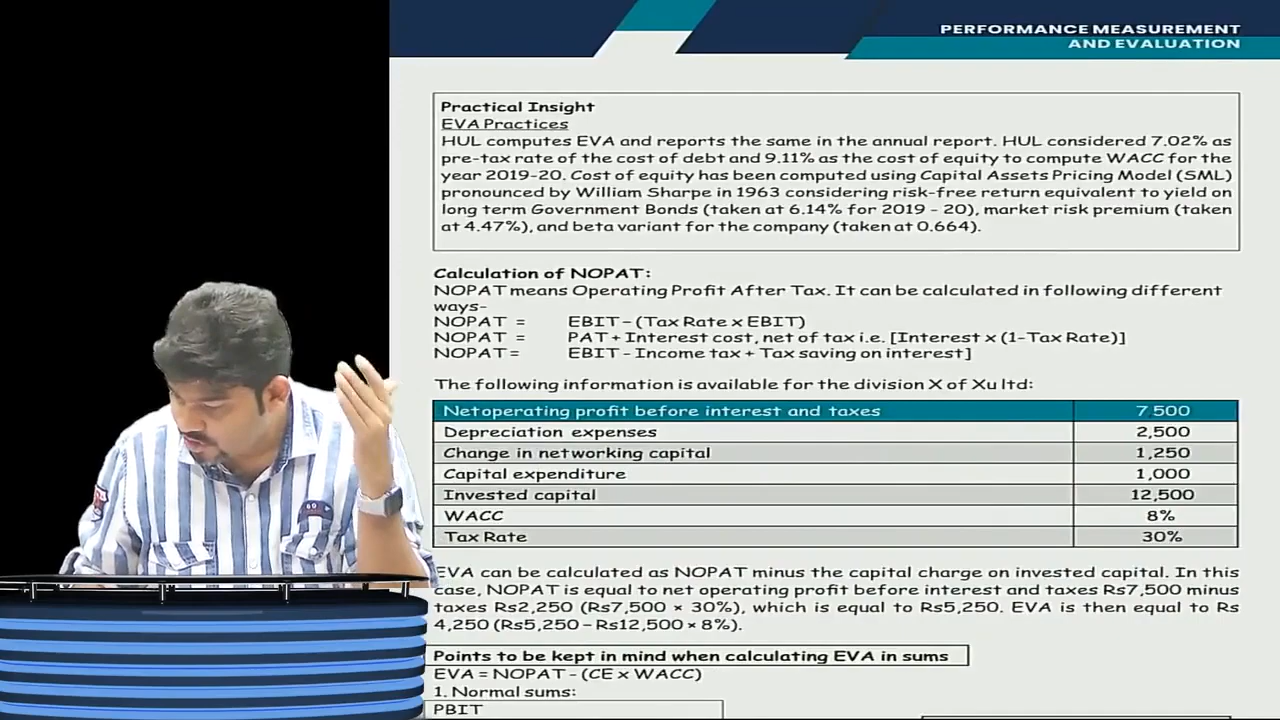 PERFORMANCE MEASUREMENT
AND EVALUATION
Practical Insight
EVA Practices
HUL computes EVA and reports the same in the annual report. HUL considered 7.02% as
pre-tax rate of the cost of debt and 9.11% as the cost of equity to compute WACC for the
year 2019-20. Cost of equity has been computed using Capital Assets Pricing Model (SML)
pronounced by William Sharpe in 1963 considering risk-free return equivalent to yield on
long term Government Bonds (taken at 6.14% for 2019 - 20), market risk premium (taken
at 4.47%), and beta variant for the company (taken at 0.664).
Calculation of NOPAT:
NOPAT means Operating Profit After Tax. It can be calculated in following different
ways-
NOPAT = EBIT - (Tax Rate x EBIT)
NOPAT = PAT + Interest cost, net of tax i.e. [Interest x (1-Tax Rate)]
NOPAT = EBIT - Income tax + Tax saving on interest]
The following information is available for the division X of Xu ltd:
Net operating profit before interest and taxes 7 500
Depreciation expenses 2,500
Change in net working capital 1,250
Capital expenditure 1,000
Invested capital 12,500
WACC 8%
Tax Rate 30%
EVA can be calculated as NOPAT minus the capital charge on invested capital. In this
case, NOPAT is equal to net operating profit before interest and taxes Rs7,500 minus
taxes Rs2,250 (Rs7,500 × 30%), which is equal to Rs5,250. EVA is then equal to Rs
4,250 (Rs5,250 – Rs12,500 × 8%).
Points to be kept in mind when calculating EVA in sums
EVA = NOPAT - (CE x WACC)
1. Normal sums:
PBIT